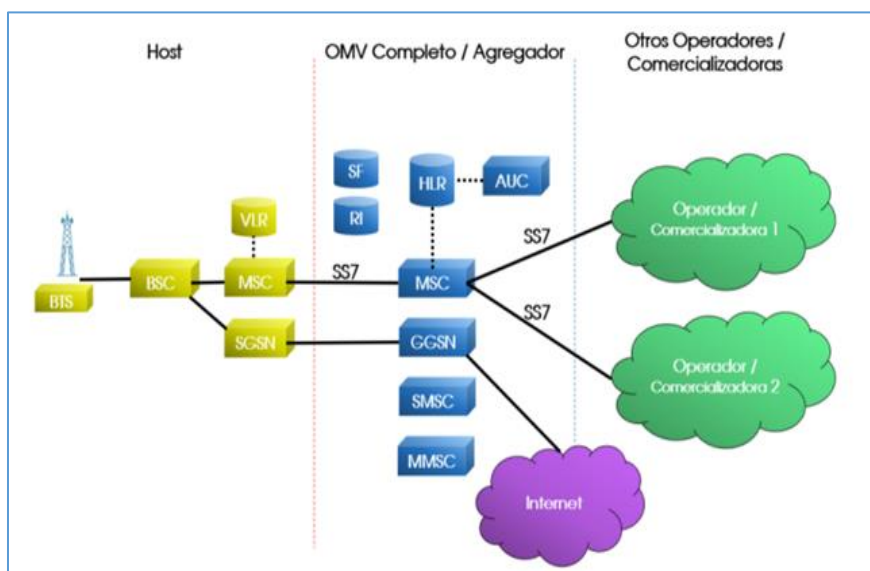 Host
OMV Completo / Agregador
Otros Operadores /
Comercializadoras
SF
HLR
AUC
VLR
RI
Operador /
Comercializadora 1
SS7
BTS
BSC
MSC
SS7
MSC
SS7
SGSN
GGSN
Operador /
Comercializadora 2
SMSC
MMSC
Internet